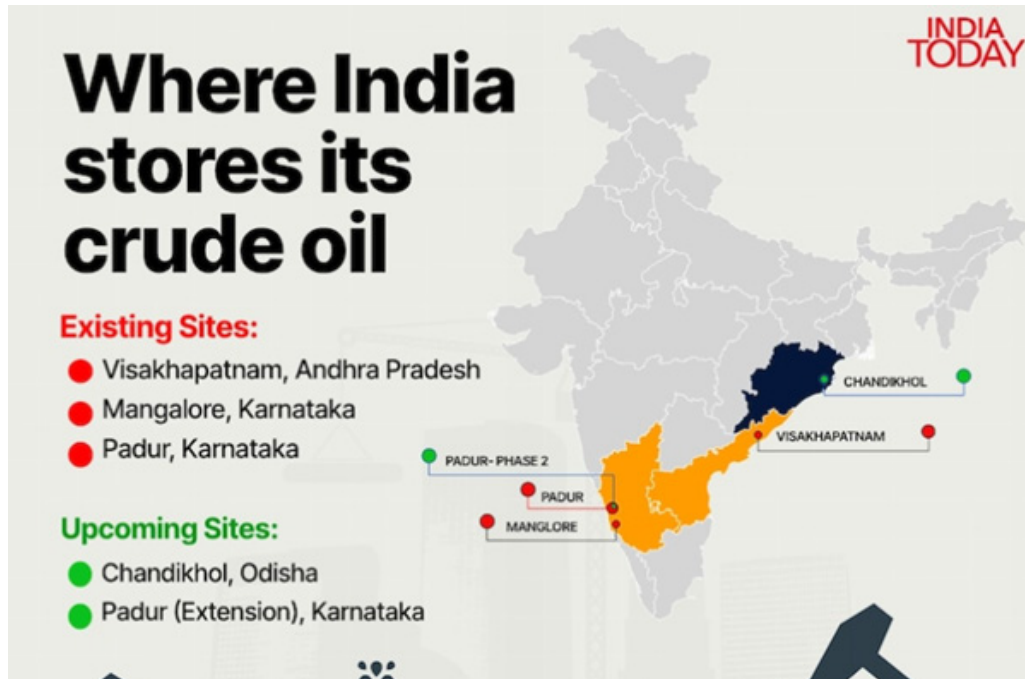 Where India
stores its
crude oil
INDIA
TODAY
Existing Sites:
Visakhapatnam, Andhra Pradesh
Mangalore, Karnataka
Padur, Karnataka
Upcoming Sites:
Chandikhol, Odisha
Padur (Extension), Karnataka
CHANDIKHOL
VISAKHAPATNAM
PADUR- PHASE 2
PADUR
MANGLORE